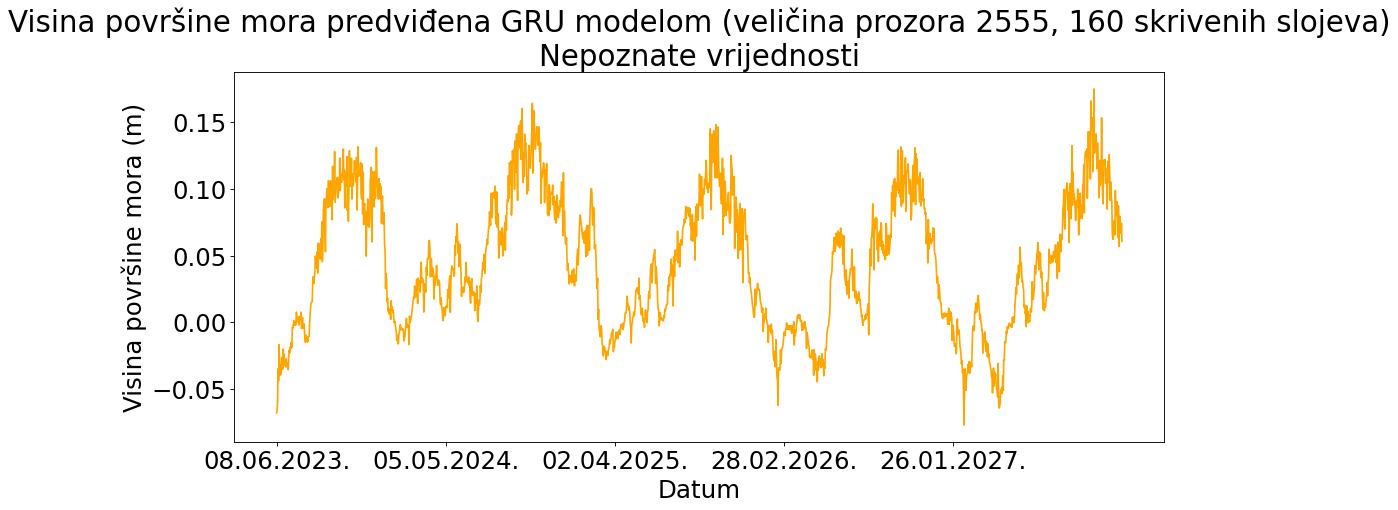 Visina površine mora predviđena GRU modelom (veličina prozora 2555, 160 skrivenih slojeva)
Nepoznate vrijednosti
Visina površine mora (m)
0.15
0.10
0.05
0.00
−0.05
08.06.2023. 05.05.2024. 02.04.2025. 28.02.2026. 26.01.2027.
Datum